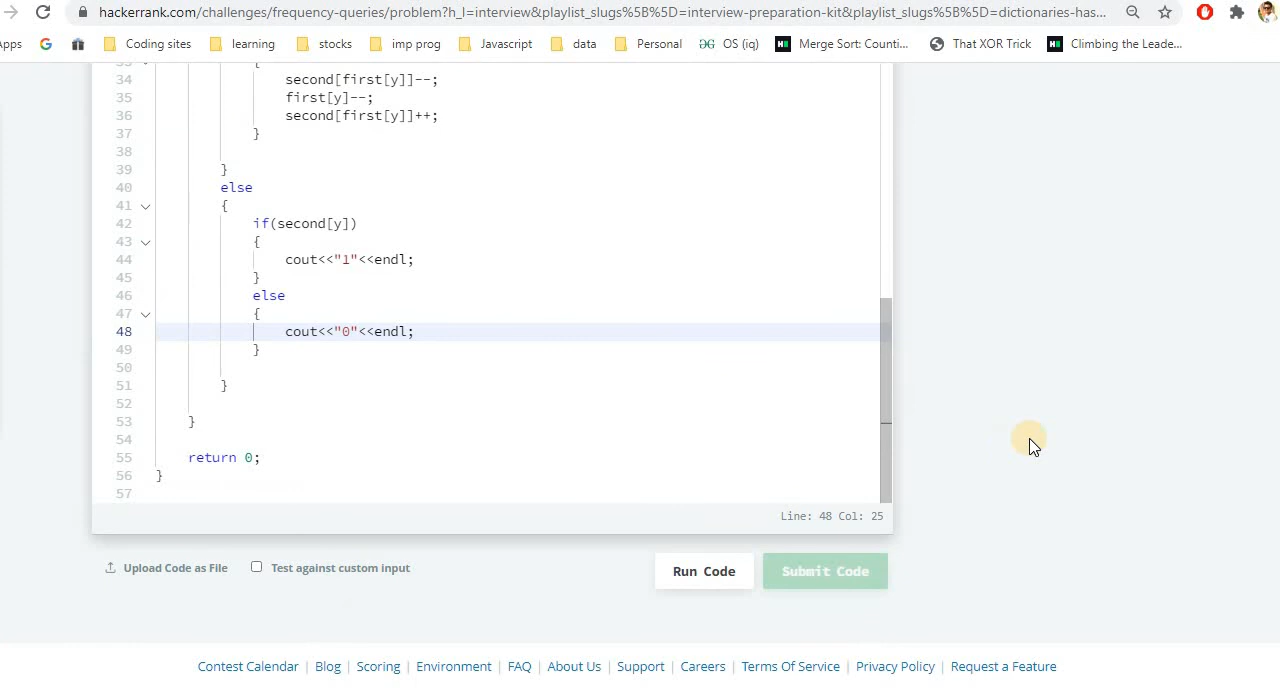 hackerrank.com/challenges/frequency-queries/problem?h_l=interview&playlist_slugs%5B%5D=interview-preparation-kit&playlist_slugs%5B%5D=dictionaries-has...
pps Coding sites learning stocks imp prog Javascript data Personal OS (iq) Merge Sort: Counti... That XOR Trick Climbing the Leade...
33 {
34 second[first[y]]--;
35 first[y]--;
36 second[first[y]]++;
37 }
38
39 }
40 else
41 {
42 if(second[y])
43 {
44 cout<<"1"<<endl;
45 }
46 else
47 {
48 cout<<"0"<<endl;
49 }
50
51 }
52
53 }
54
55 return 0;
56 }
57
Line: 48 Col: 25
Upload Code as File Test against custom input Run Code Submit Code
Contest Calendar | Blog | Scoring | Environment | FAQ | About Us | Support | Careers | Terms Of Service | Privacy Policy | Request a Feature